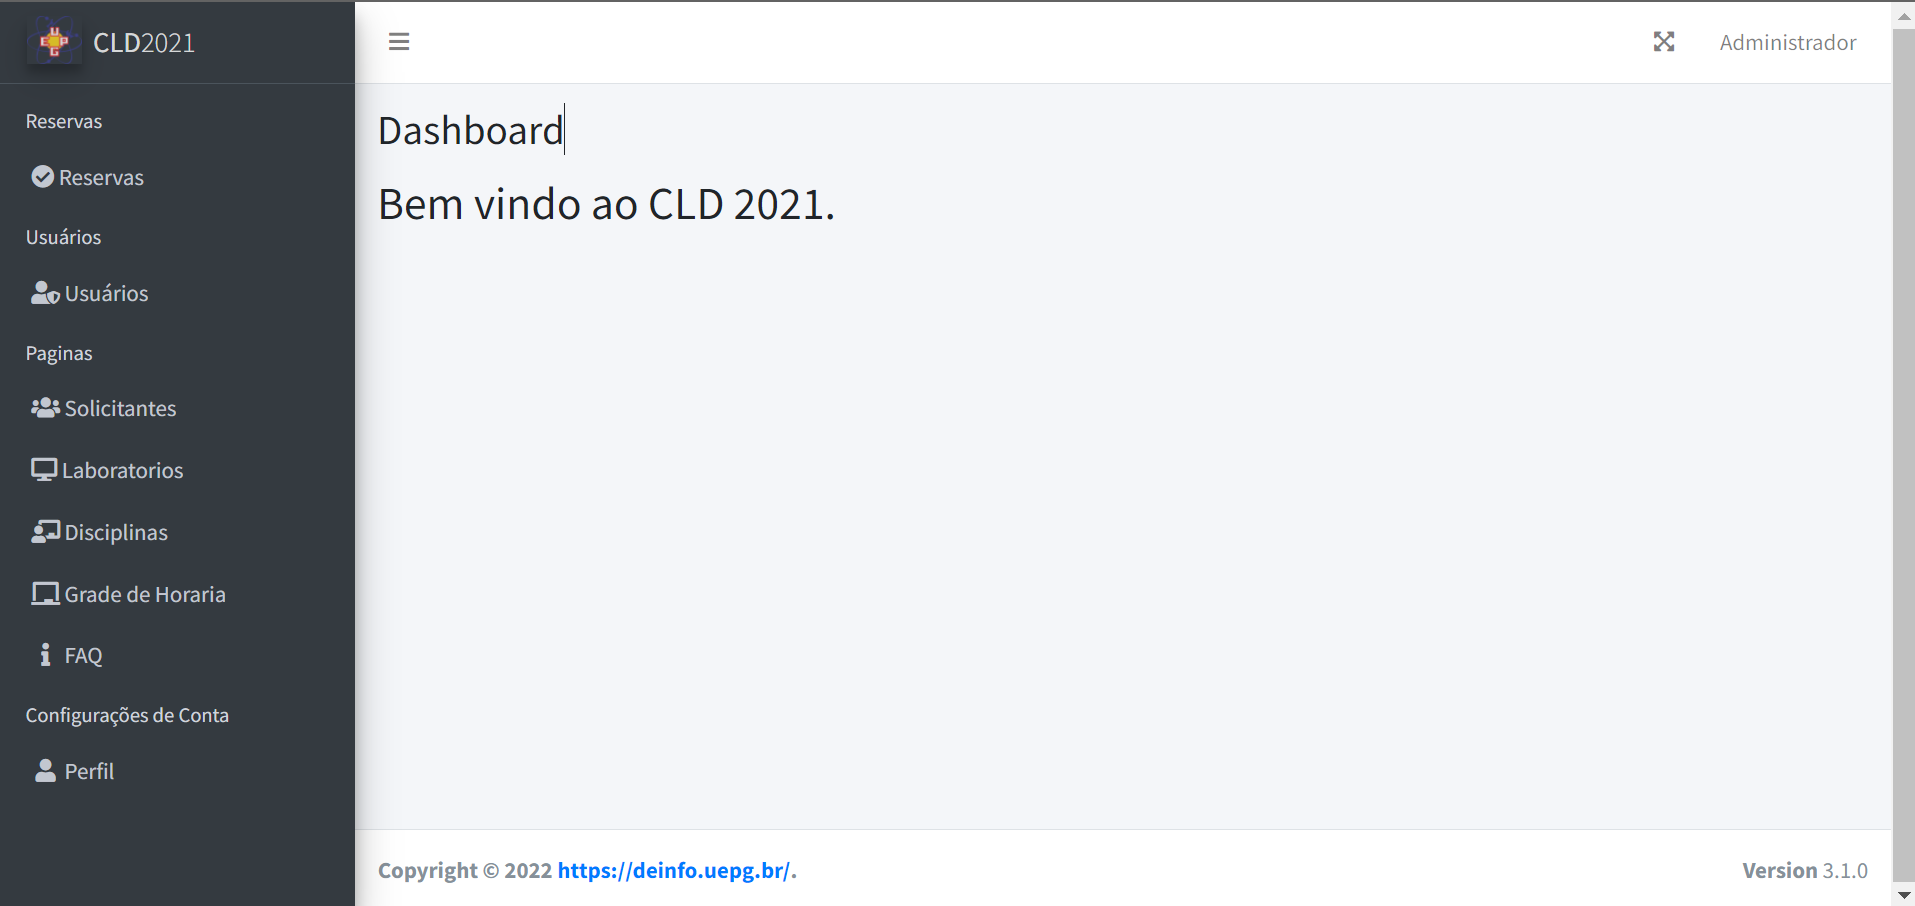 UEPG
CLD2021
Administrador
Reservas
Reservas
Usuários
Usuários
Paginas
Solicitantes
Laboratorios
Disciplinas
Grade de Horaria
FAQ
Configurações de Conta
Perfil
Dashboard
Bem vindo ao CLD 2021.
Copyright © 2022 https://deinfo.uepg.br/.
Version 3.1.0